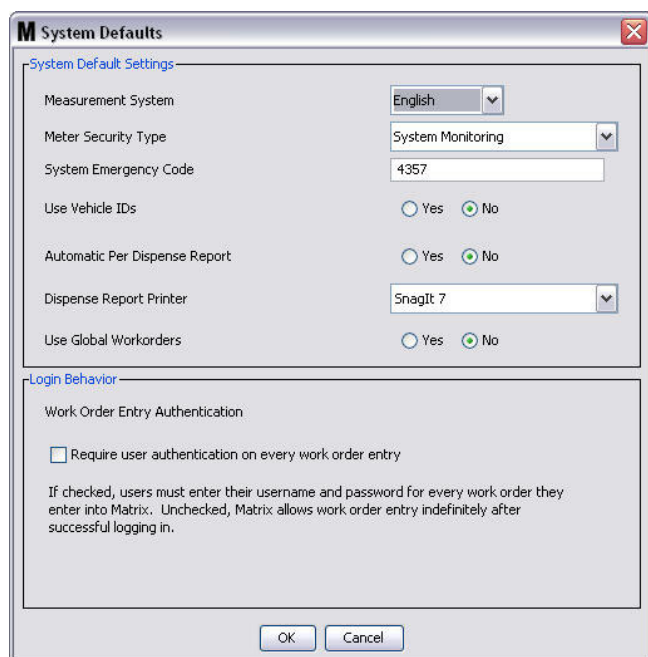 M System Defaults
System Default Settings
Measurement System English
Meter Security Type System Monitoring
System Emergency Code 4357
Use Vehicle IDs Yes No
Automatic Per Dispense Report Yes No
Dispense Report Printer SnagIt 7
Use Global Workorders Yes No
Login Behavior
Work Order Entry Authentication
Require user authentication on every work order entry
If checked, users must enter their username and password for every work order they
enter into Matrix. Unchecked, Matrix allows work order entry indefinitely after
successful logging in.
OK Cancel